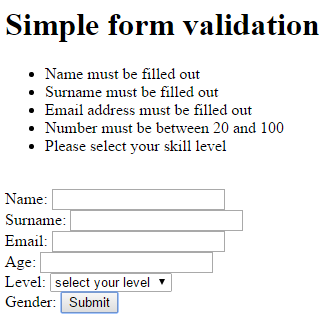 Simple form validation
Name must be filled out
Surname must be filled out
Email address must be filled out
Number must be between 20 and 100
Please select your skill level
Name:
Surname:
Email:
Age:
Level: select your level
Gender: Submit